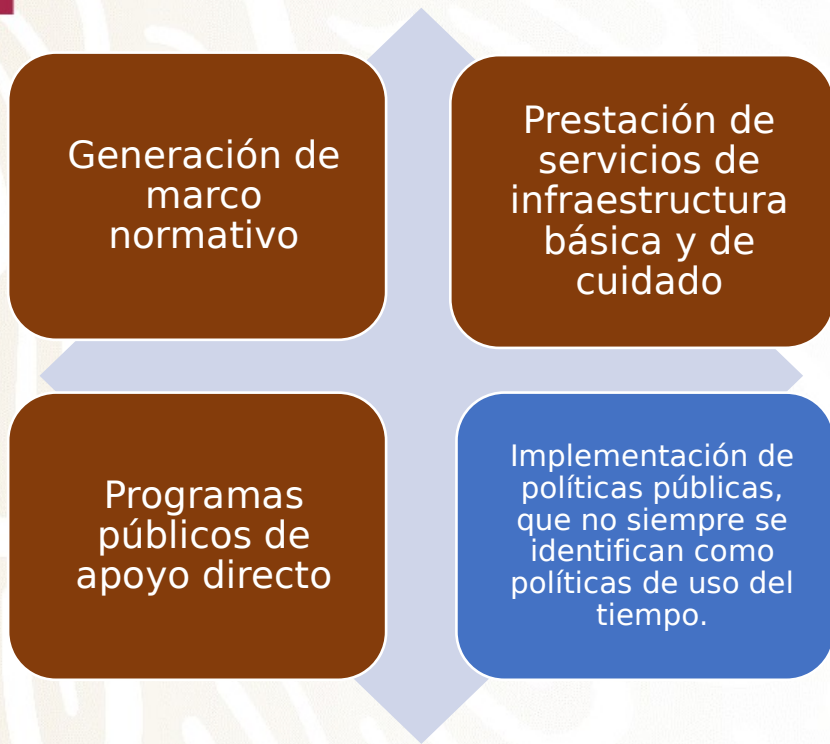 Generación de
marco
normativo
Prestación de
servicios de
infraestructura
básica y de
cuidado
Programas
públicos de
apoyo directo
Implementación de
políticas públicas,
que no siempre se
identifican como
políticas de uso del
tiempo.